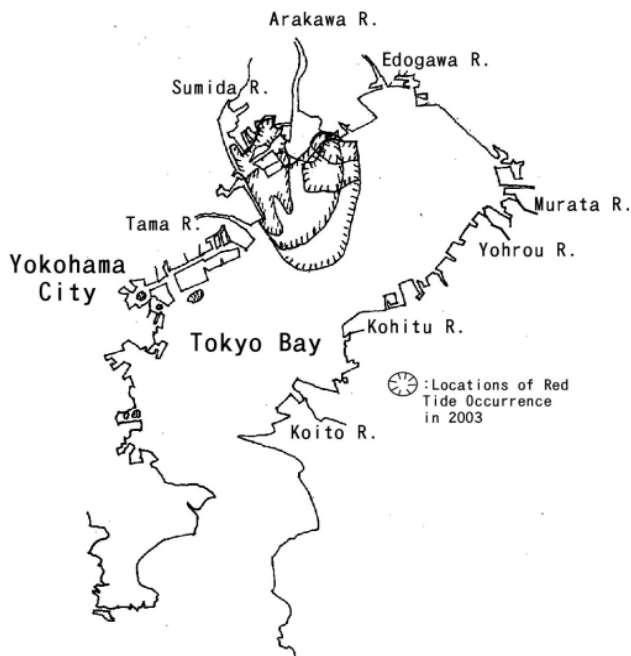 Arakawa R.
Edogawa R.
Sumida R.
Murata R.
Tama R.
Yohrou R.
Yokohama
City
Tokyo Bay
Kohitu R.
:Locations of Red
Tide Occurrence
in 2003
Koito R.